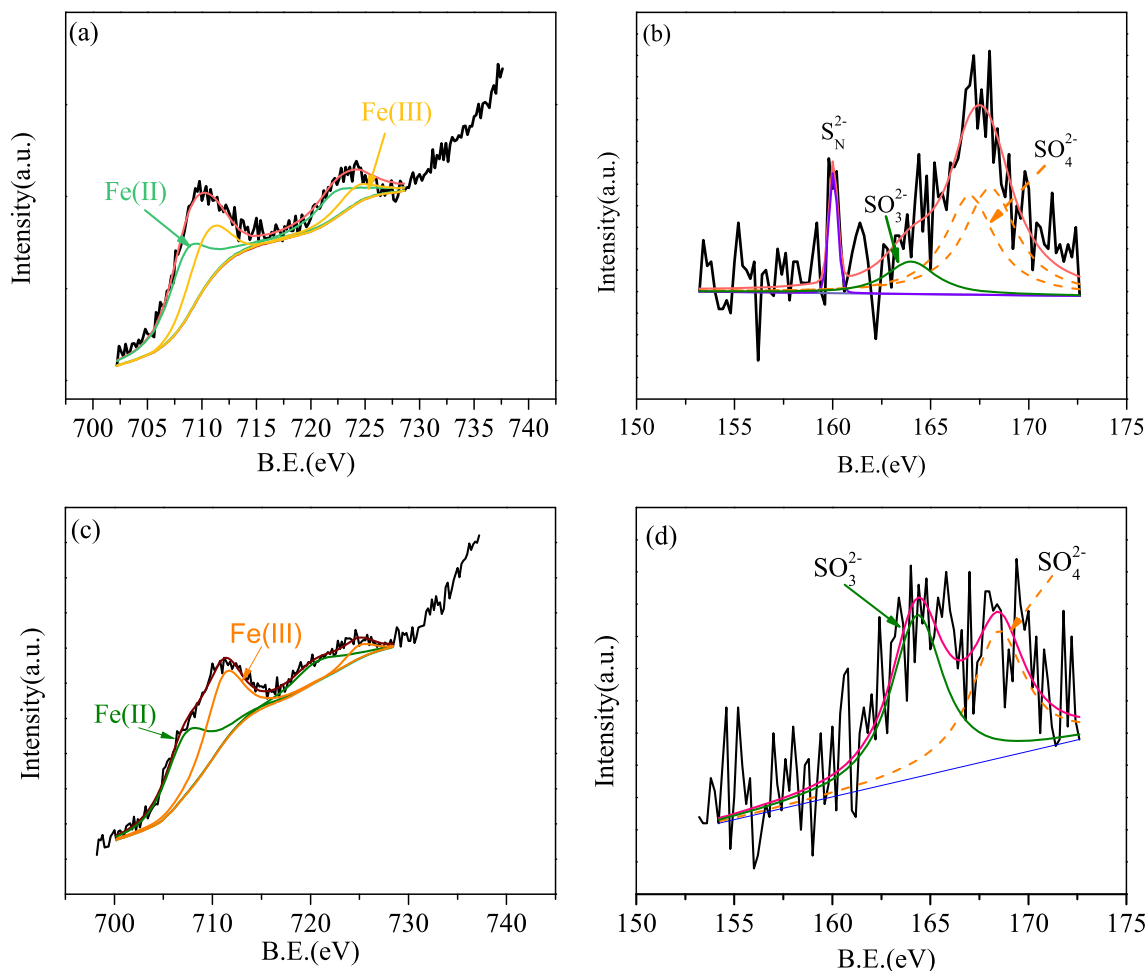 (a)
Fe(III)
Fe(II)
Intensity(a.u.)
700 705 710 715 720 725 730 735 740
B.E.(eV)
(b)
S_N^{2-}
SO_3^{2-}
SO_4^{2-}
Intensity(a.u.)
150 155 160 165 170 175
B.E.(eV)
(c)
Fe(III)
Fe(II)
Intensity(a.u.)
700 710 720 730 740
B.E.(eV)
(d)
SO_3^{2-}
SO_4^{2-}
Intensity(a.u.)
150 155 160 165 170 175
B.E.(eV)